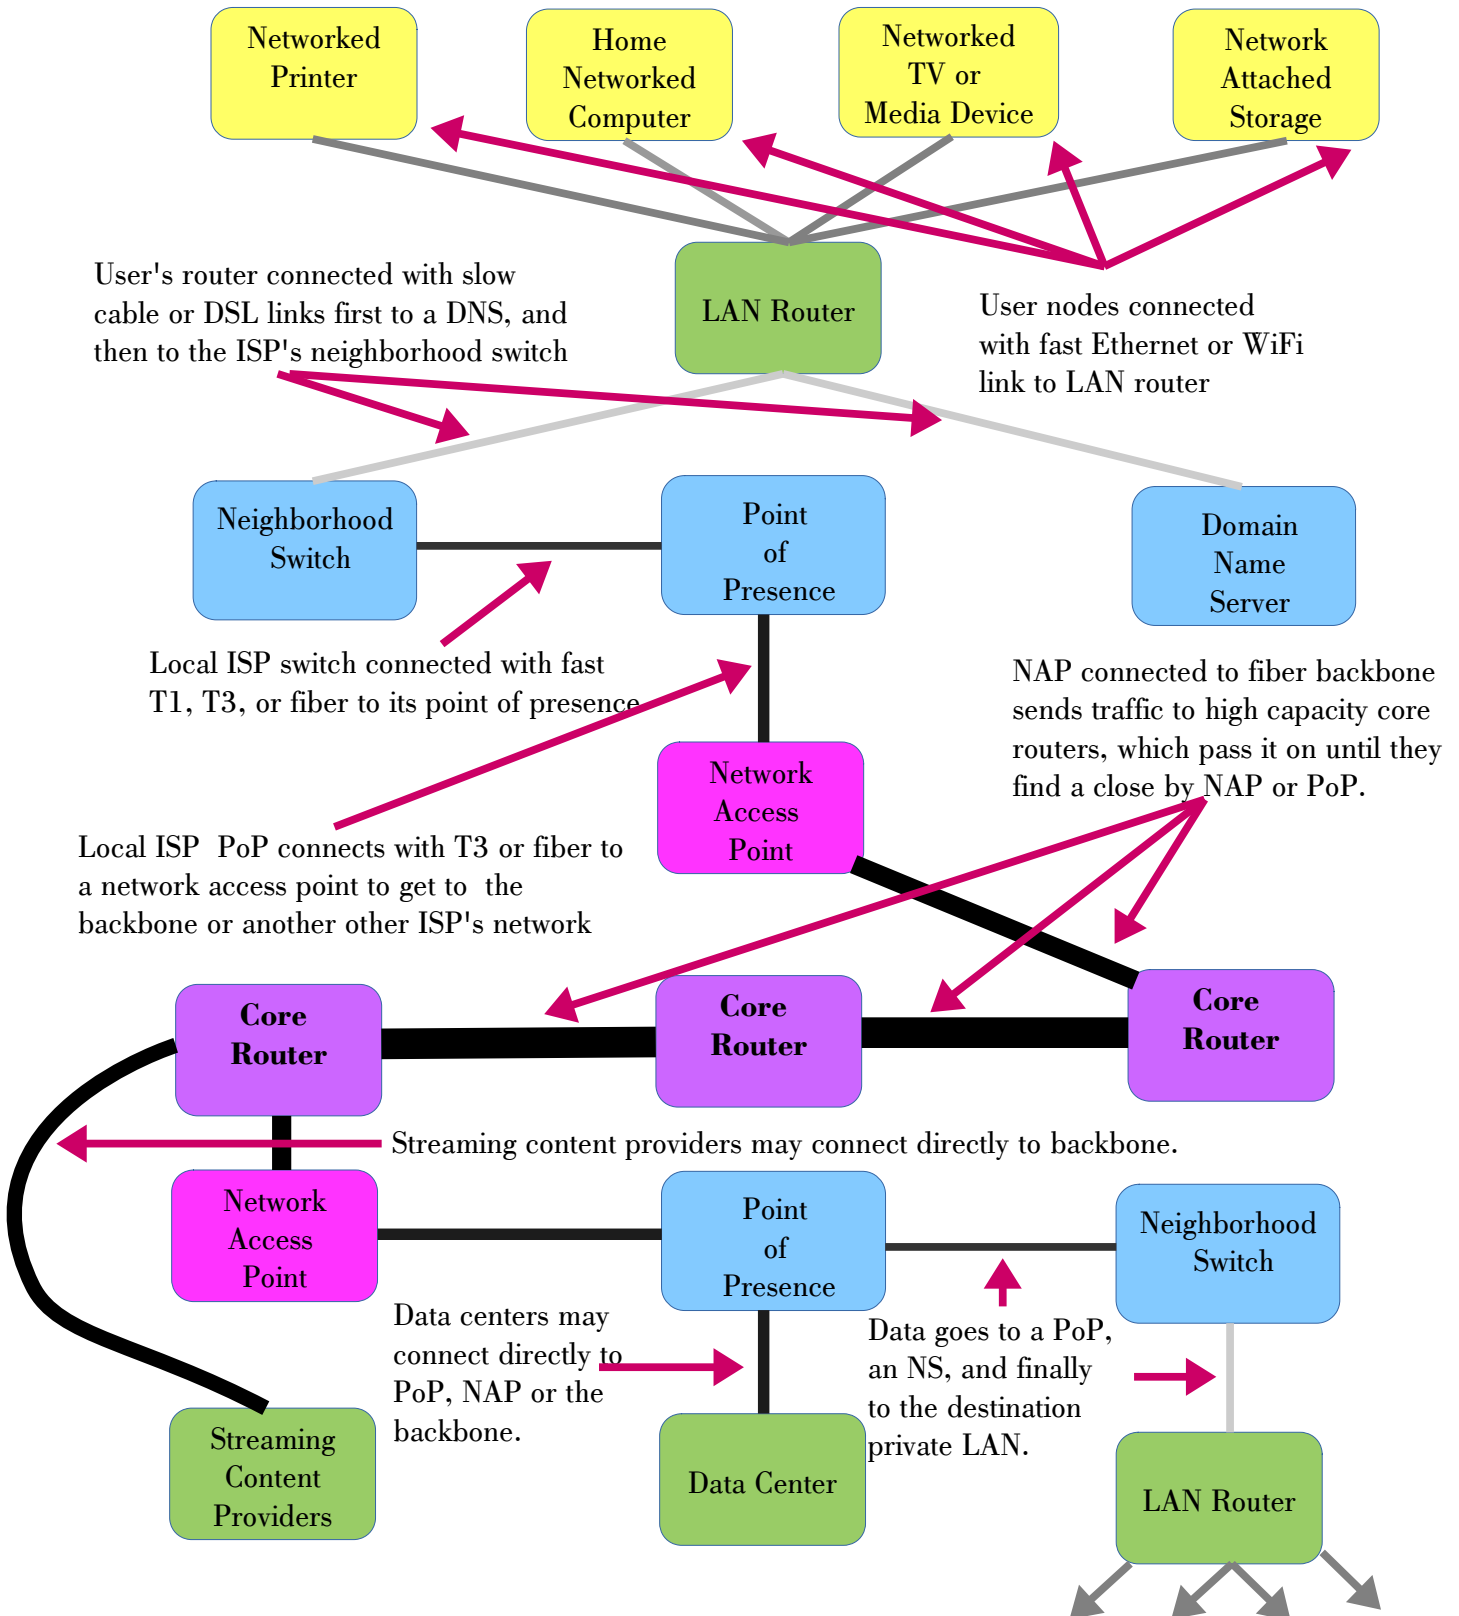 Networked
Printer
Home
Networked
Computer
Networked
TV or
Media Device
Network
Attached
Storage
User's router connected with slow
cable or DSL links first to a DNS, and
then to the ISP's neighborhood switch
LAN Router
User nodes connected
with fast Ethernet or WiFi
link to LAN router
Neighborhood
Switch
Point
of
Presence
Domain
Name
Server
Local ISP switch connected with fast
T1, T3, or fiber to its point of presence
NAP connected to fiber backbone
sends traffic to high capacity core
routers, which pass it on until they
find a close by NAP or PoP.
Network
Access
Point
Local ISP  PoP connects with T3 or fiber to
a network access point to get to  the
backbone or another other ISP's network
Core
Router
Core
Router
Core
Router
Streaming content providers may connect directly to backbone.
Network
Access
Point
Point
of
Presence
Neighborhood
Switch
Data centers may
connect directly to
PoP, NAP or the
backbone.
Data goes to a PoP,
an NS, and finally
to the destination
private LAN.
Streaming
Content
Providers
Data Center
LAN Router